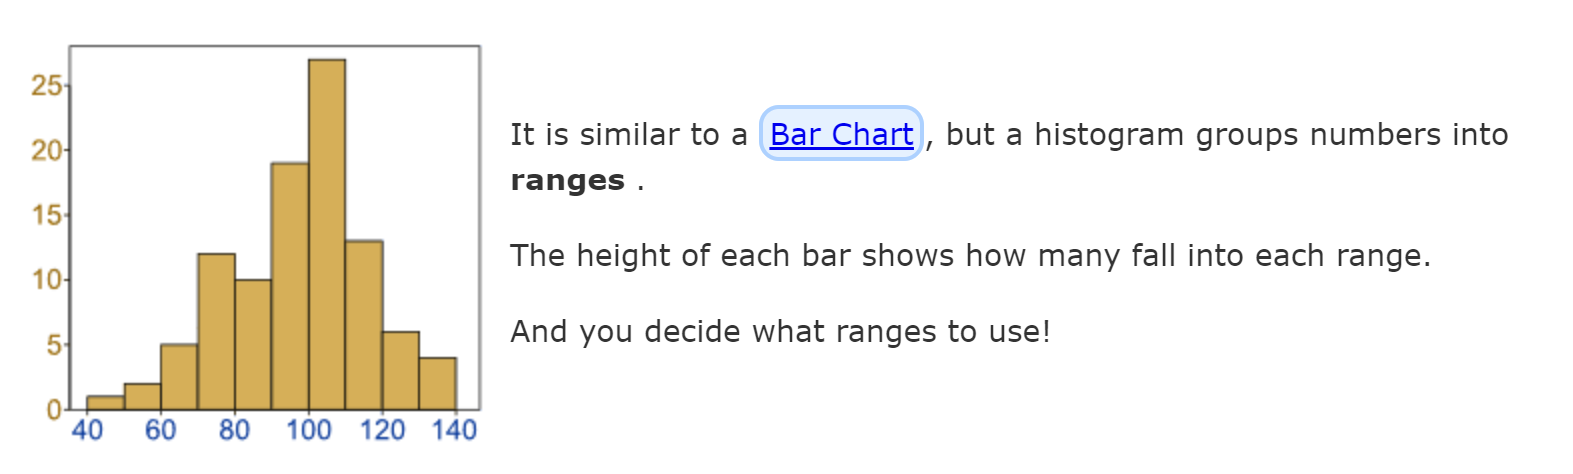 25
20
15
10
5
0
40 60 80 100 120 140
It is similar to a Bar Chart , but a histogram groups numbers into
ranges .
The height of each bar shows how many fall into each range.
And you decide what ranges to use!